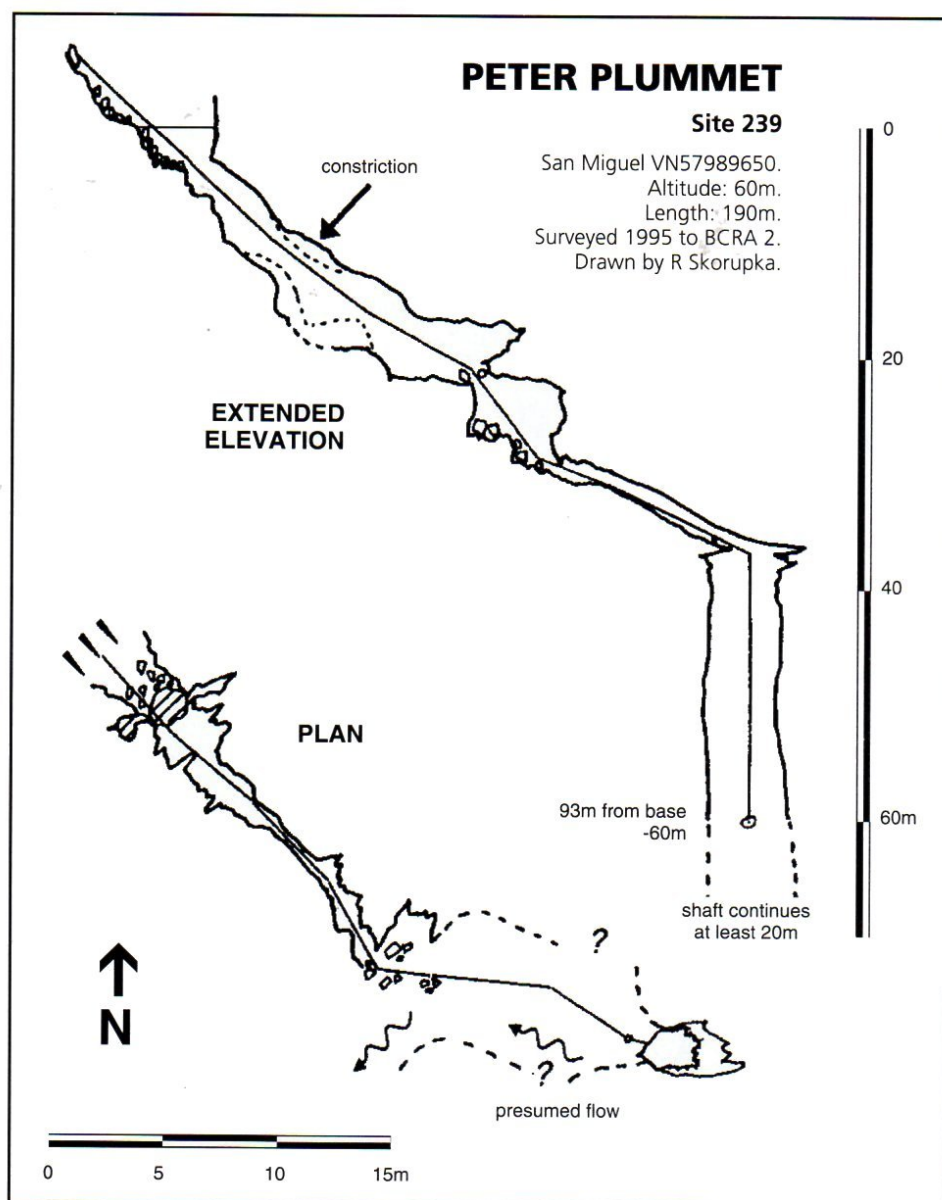 PETER PLUMMET
Site 239
San Miguel VN57989650.
Altitude: 60m.
Length: 190m.
Surveyed 1995 to BCRA 2.
Drawn by R Skorupka.
constriction
0
20
40
60m
EXTENDED
ELEVATION
PLAN
93m from base
-60m
shaft continues
at least 20m
?
?
N
presumed flow
0 5 10 15m